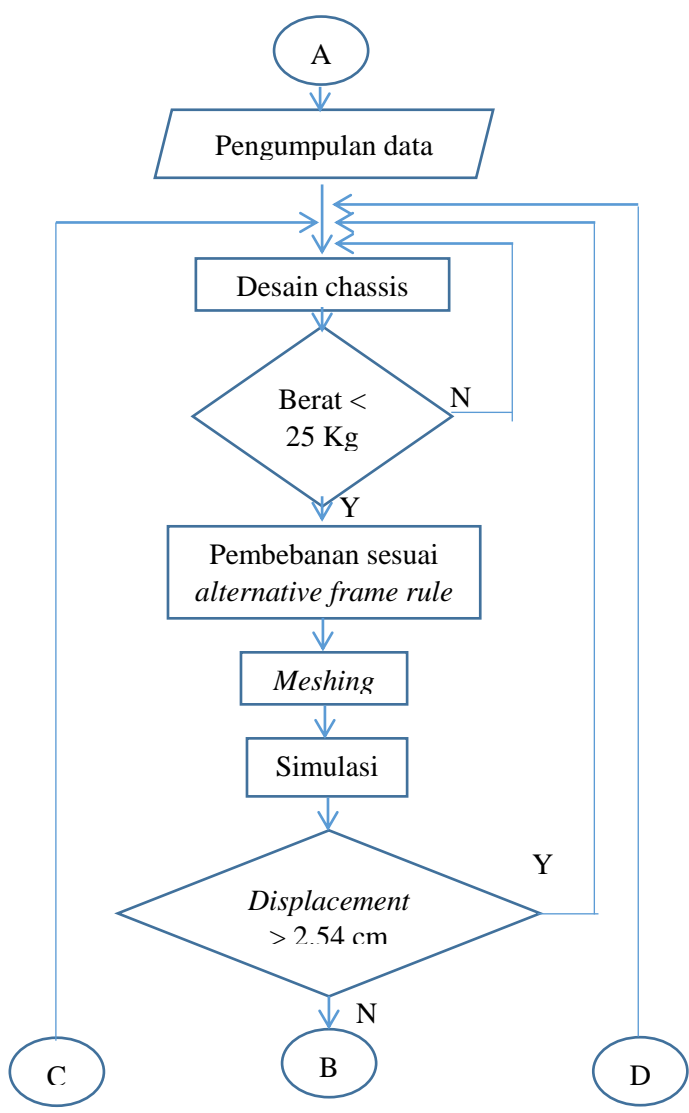 A
Pengumpulan data
Desain chassis
Berat <
25 Kg
N
Y
Pembebanan sesuai
alternative frame rule
Meshing
Simulasi
Y
Displacement
> 2.54 cm
N
C
B
D